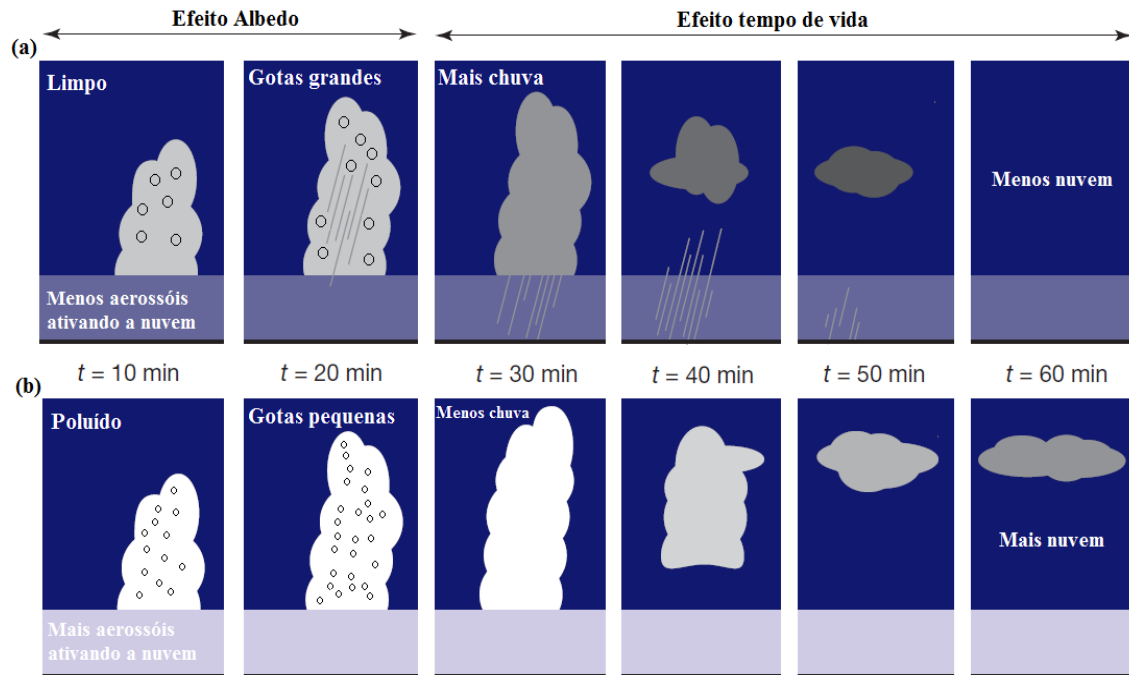 Efeito Albedo
Efeito tempo de vida
(a)
Limpo
Gotas grandes
Mais chuva
Menos nuvem
Menos aerossóis
ativando a nuvem
t = 10 min
t = 20 min
t = 30 min
t = 40 min
t = 50 min
t = 60 min
(b)
Poluído
Gotas pequenas
Menos chuva
Mais nuvem
Mais aerossóis
ativando a nuvem